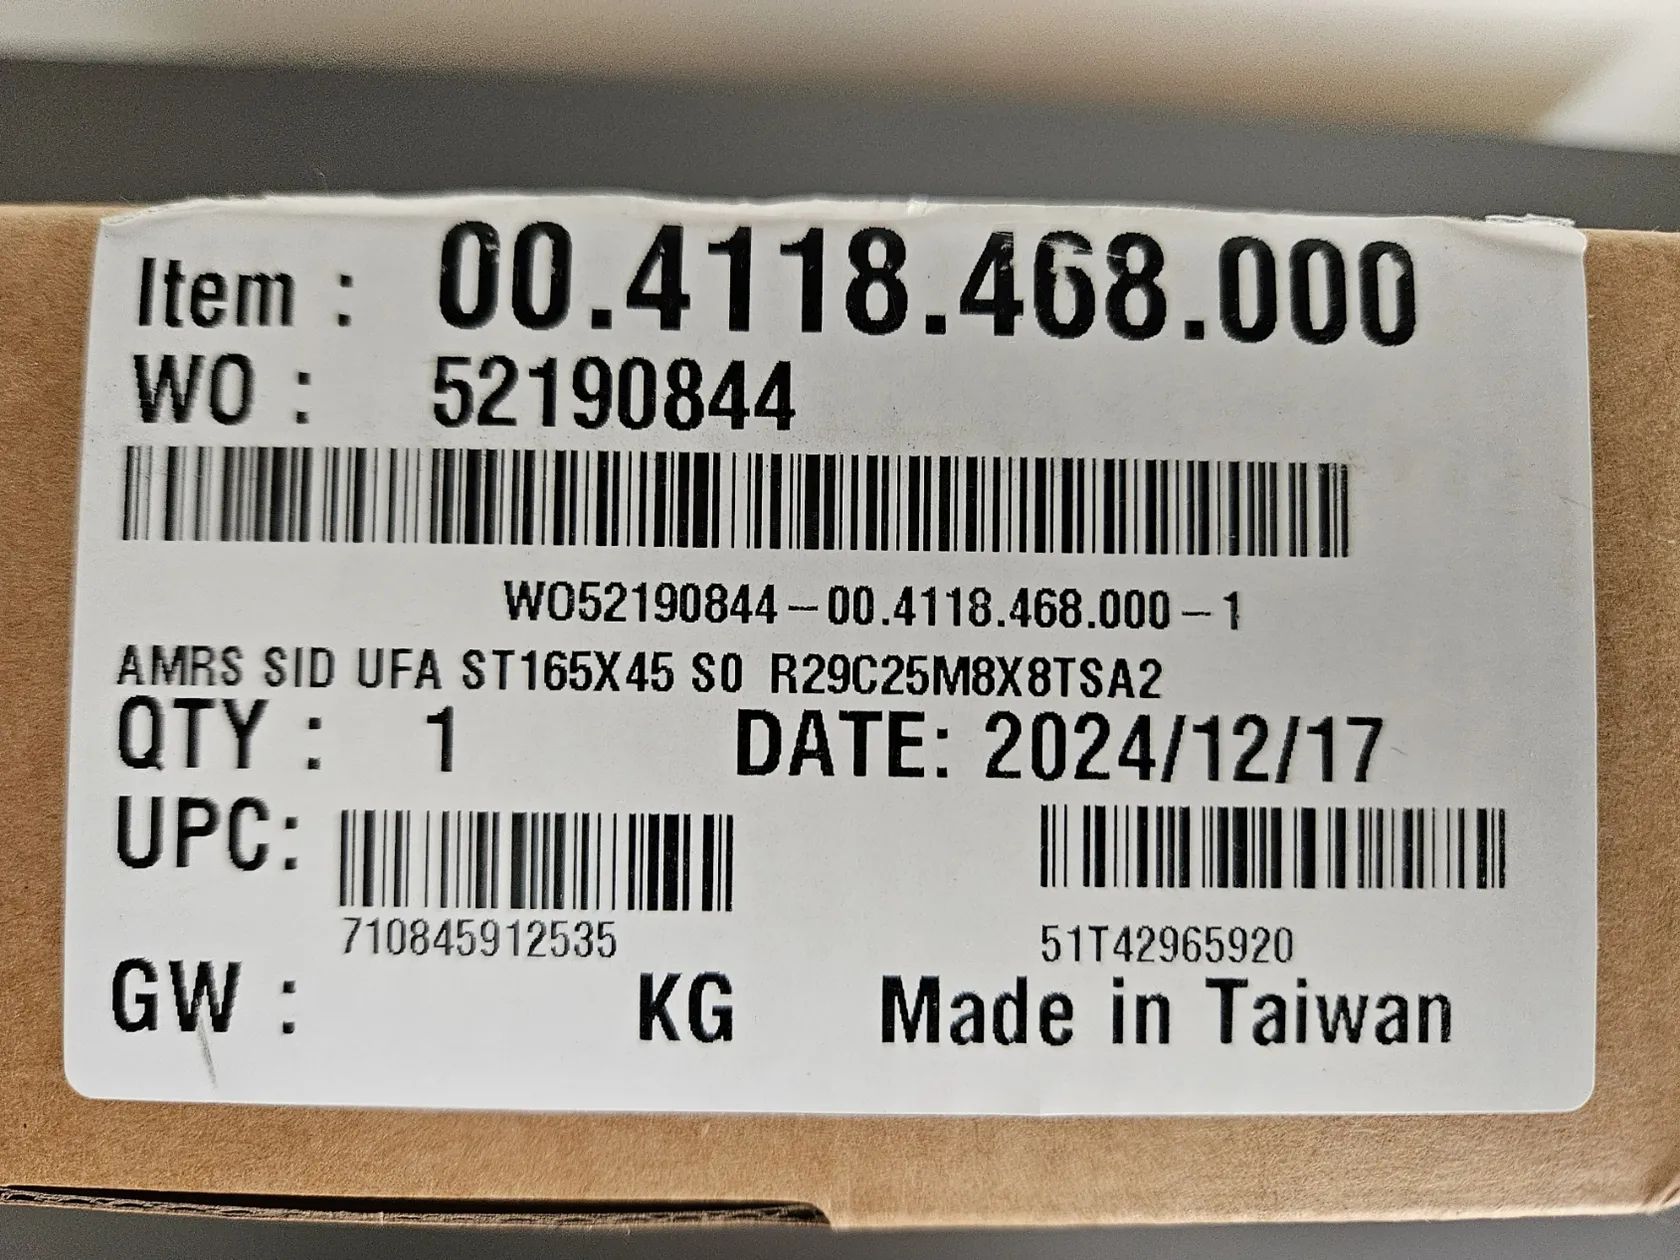 Item : 00.4118.468.000
WO : 52190844
WO52190844-00.4118.468.000-1
AMRS SID UFA ST165X45 S0 R29C25M8X8TSA2
QTY : 1 DATE: 2024/12/17
UPC:
710845912535 51T42965920
GW : KG Made in Taiwan